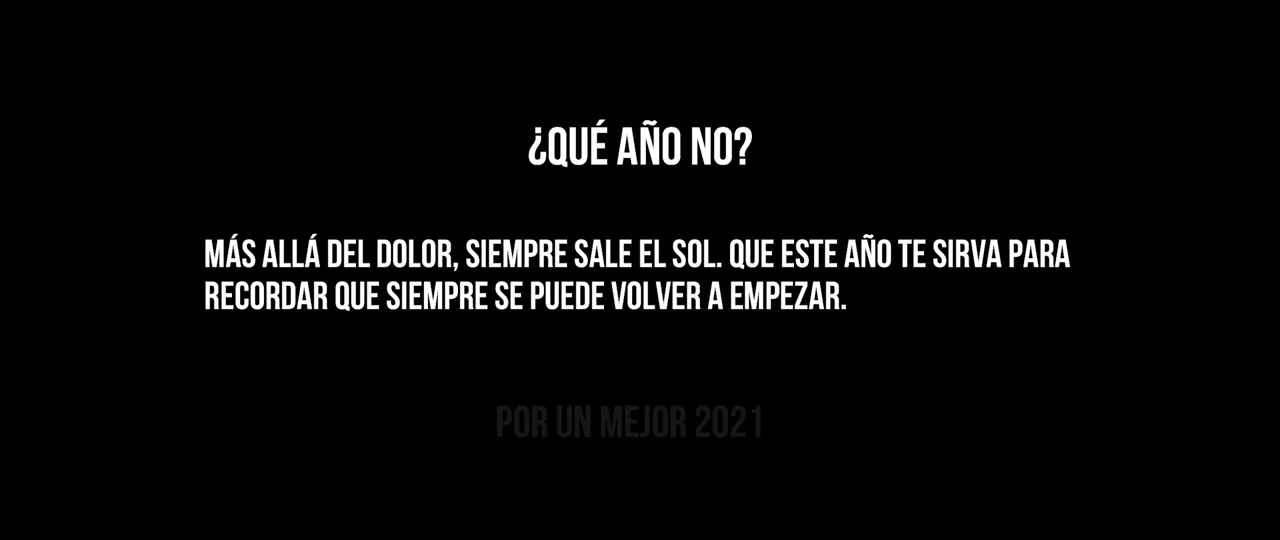 ¿QUÉ AÑO NO?
MÁS ALLÁ DEL DOLOR, SIEMPRE SALE EL SOL. QUE ESTE AÑO TE SIRVA PARA
RECORDAR QUE SIEMPRE SE PUEDE VOLVER A EMPEZAR.
POR UN MEJOR 2021